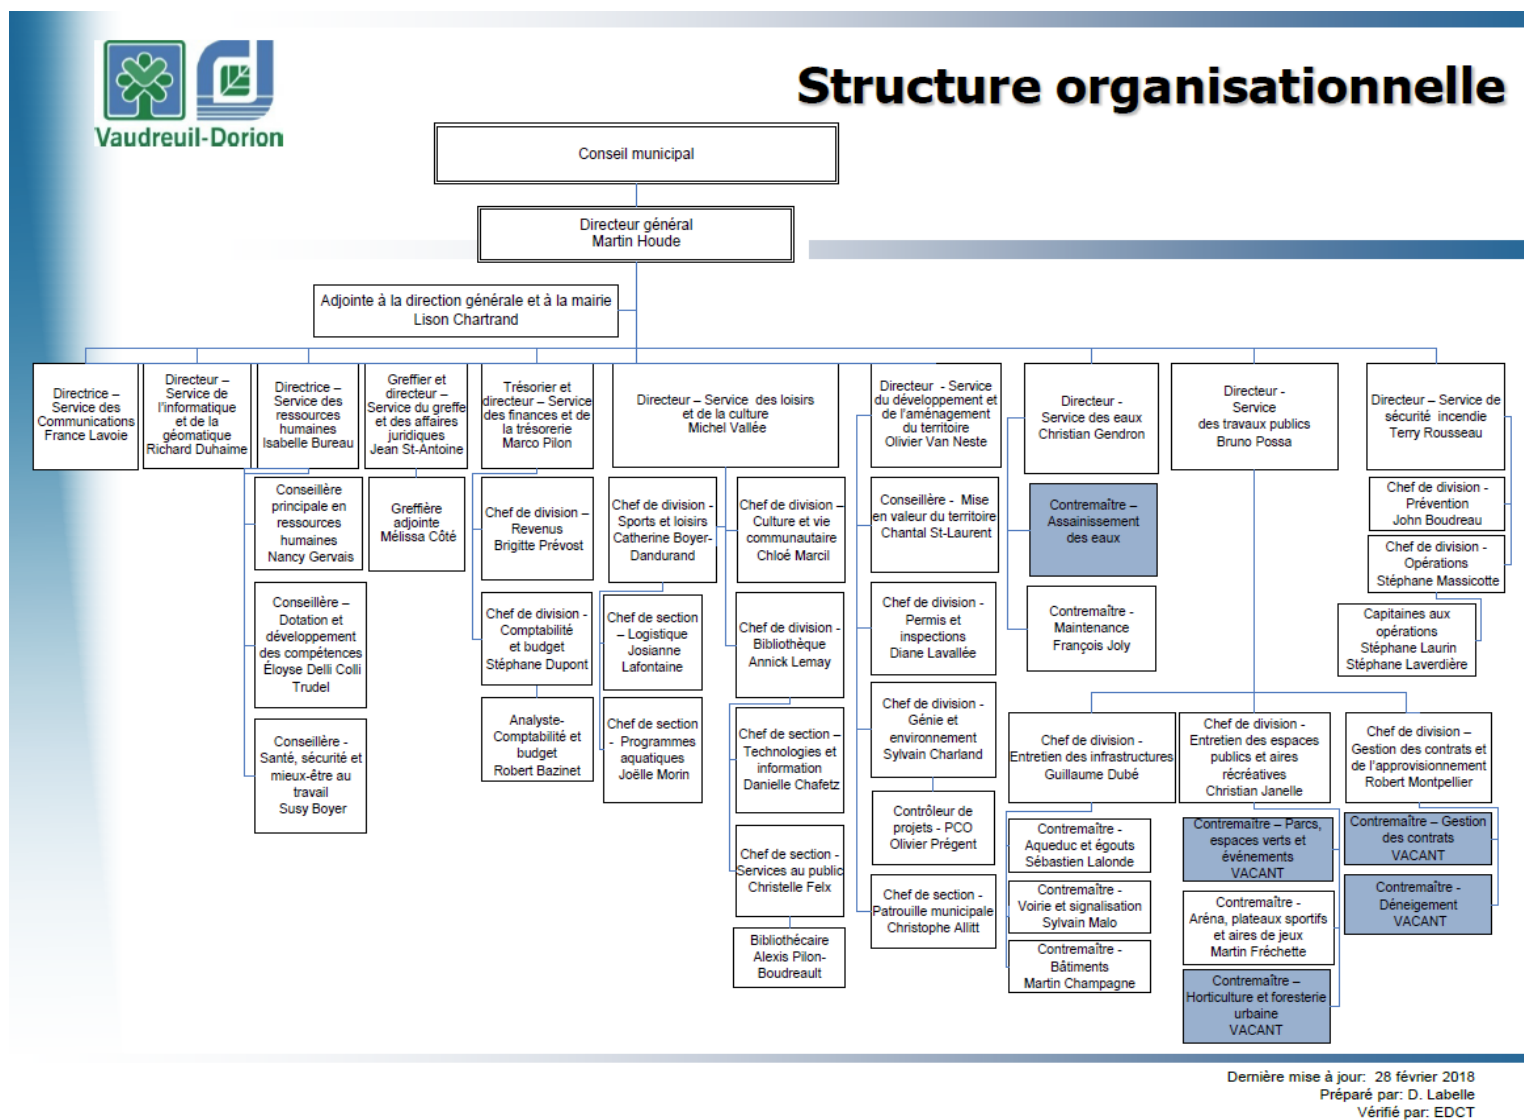 Vaudreuil-Dorion
Structure organisationnelle
Conseil municipal
Directeur général
Martin Houde
Adjointe à la direction générale et à la mairie
Lison Chartrand
Directrice –
Service des
Communications
France Lavoie
Directeur –
Service de
l'informatique
et de la
géomatique
Richard Duhaime
Directrice –
Service des
ressources
humaines
Isabelle Bureau
Greffier et
directeur –
Service du greffe
et des affaires
juridiques
Jean St-Antoine
Trésorier et
directeur – Service
des finances et de
la trésorerie
Marco Pilon
Directeur – Service des loisirs
et de la culture
Michel Vallée
Directeur - Service
du développement et
de l'aménagement
du territoire
Olivier Van Neste
Directeur -
Service des eaux
Christian Gendron
Directeur -
Service
des travaux publics
Bruno Possa
Directeur – Service de
sécurité incendie
Terry Rousseau
Conseillère
principale en
ressources
humaines
Nancy Gervais
Conseillère –
Dotation et
développement
des compétences
Éloyse Delli Colli
Trudel
Conseillère -
Santé, sécurité et
mieux-être au
travail
Susy Boyer
Greffière
adjointe
Mélissa Côté
Chef de division –
Revenus
Brigitte Prévost
Chef de division -
Comptabilité
et budget
Stéphane Dupont
Analyste-
Comptabilité et
budget
Robert Bazinet
Chef de division -
Sports et loisirs
Catherine Boyer-
Dandurand
Chef de section
– Logistique
Josianne
Lafontaine
Chef de section
- Programmes
aquatiques
Joëlle Morin
Chef de division –
Culture et vie
communautaire
Chloé Marcil
Chef de division -
Bibliothèque
Annick Lemay
Chef de section –
Technologies et
information
Danielle Chafetz
Chef de section -
Services au public
Christelle Felx
Bibliothécaire
Alexis Pilon-
Boudreault
Conseillère - Mise
en valeur du territoire
Chantal St-Laurent
Chef de division -
Permis et
inspections
Diane Lavallée
Chef de division -
Génie et
environnement
Sylvain Charland
Contrôleur de
projets - PCO
Olivier Prégent
Chef de section -
Patrouille municipale
Christophe Allitt
Contremaître –
Assainissement
des eaux
Contremaître -
Maintenance
François Joly
Chef de division -
Entretien des infrastructures
Guillaume Dubé
Contremaître -
Aqueduc et égouts
Sébastien Lalonde
Contremaître -
Voirie et signalisation
Sylvain Malo
Contremaître -
Bâtiments
Martin Champagne
Chef de division -
Entretien des espaces
publics et aires
récréatives
Christian Janelle
Contremaître – Parcs,
espaces verts et
événements
VACANT
Contremaître -
Aréna, plateaux sportifs
et aires de jeux
Martin Fréchette
Contremaître –
Horticulture et foresterie
urbaine
VACANT
Chef de division -
Gestion des contrats et
de l'approvisionnement
Robert Montpellier
Contremaître – Gestion
des contrats
VACANT
Contremaître -
Déneigement
VACANT
Chef de division -
Prévention
John Boudreau
Chef de division -
Opérations
Stéphane Massicotte
Capitaines aux
opérations
Stéphane Laurin
Stéphane Laverdière
Dernière mise à jour: 28 février 2018
Préparé par: D. Labelle
Vérifié par: EDCT